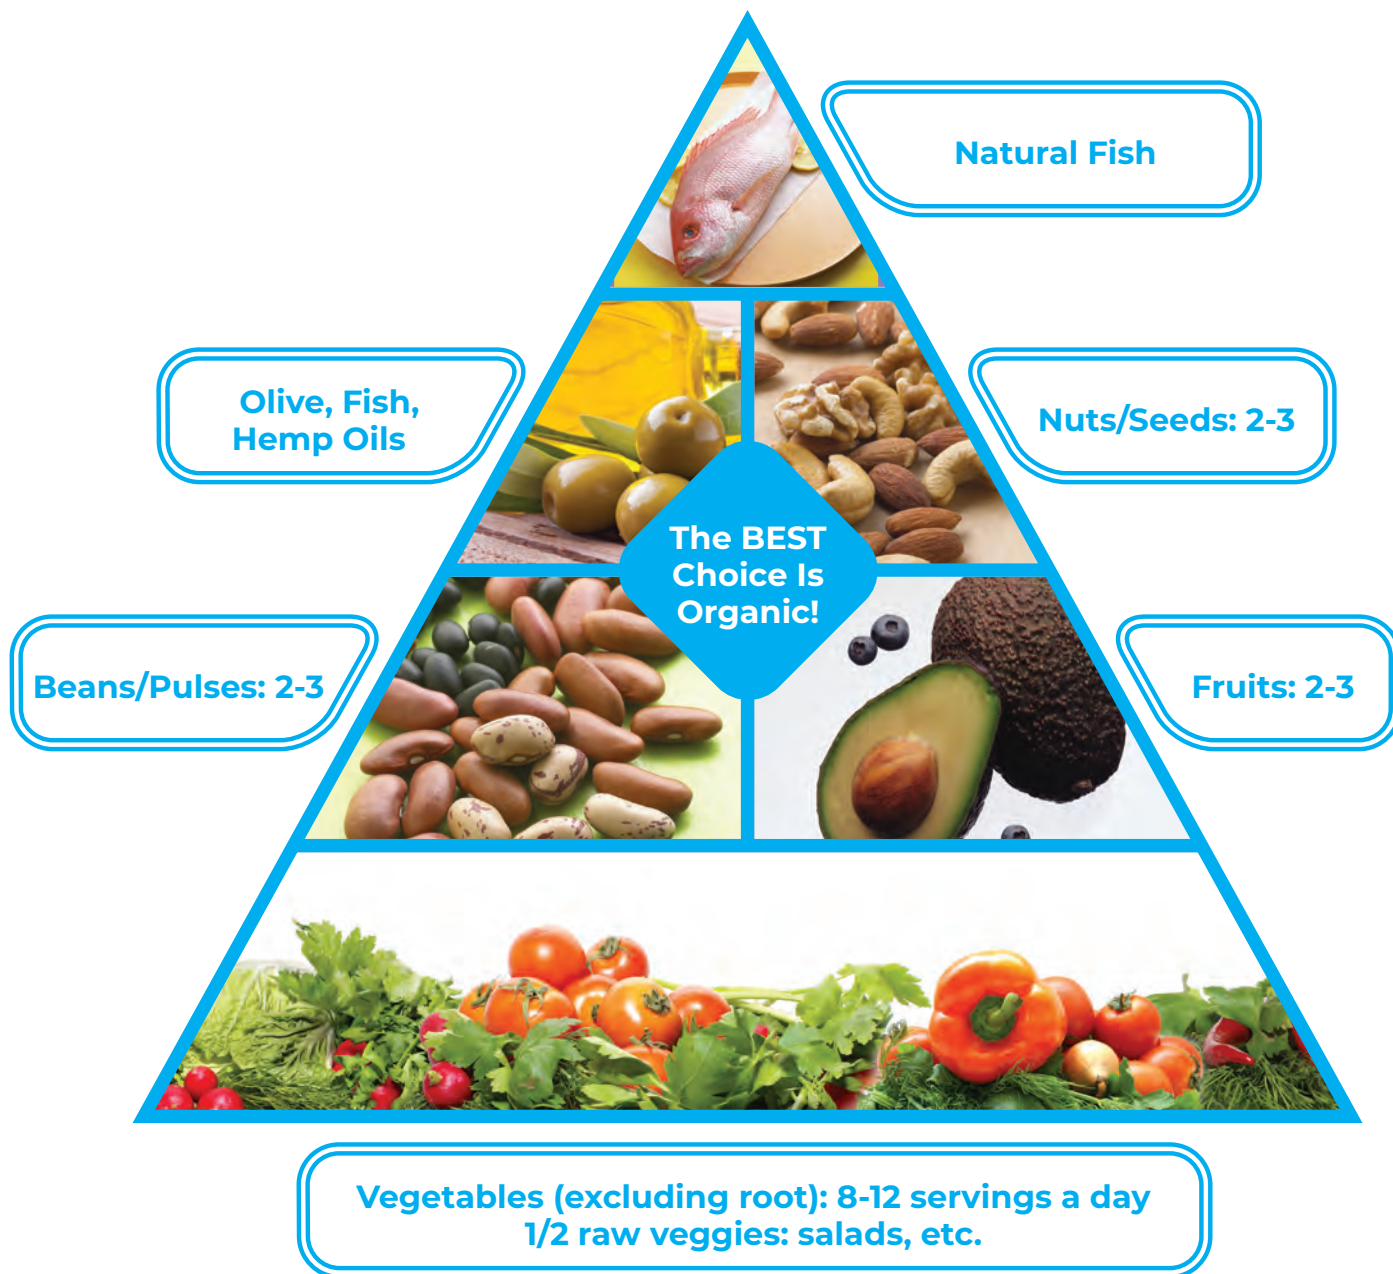 Natural Fish
Olive, Fish,
Hemp Oils
Nuts/Seeds: 2-3
The BEST
Choice Is
Organic!
Beans/Pulses: 2-3
Fruits: 2-3
Vegetables (excluding root): 8-12 servings a day
1/2 raw veggies: salads, etc.